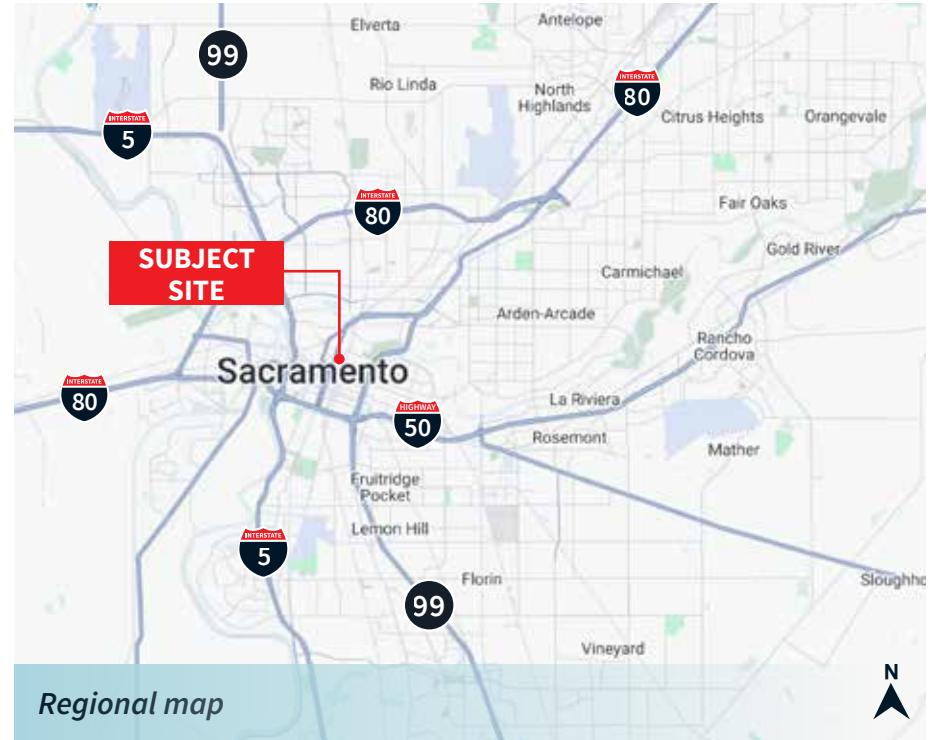 Elverta
Antelope
99
Rio Linda
North
Highlands
INTERSTATE
80
Citrus Heights
Orangevale
INTERSTATE
5
INTERSTATE
80
Fair Oaks
SUBJECT
SITE
Gold River
Carmichael
Arden-Arcade
Rancho
Cordova
Sacramento
INTERSTATE
80
La Riviera
HIGHWAY
50
Rosemont
Mather
Fruitridge
Pocket
Lemon Hill
INTERSTATE
5
Florin
Sloughho
99
Vineyard
N
Regional map